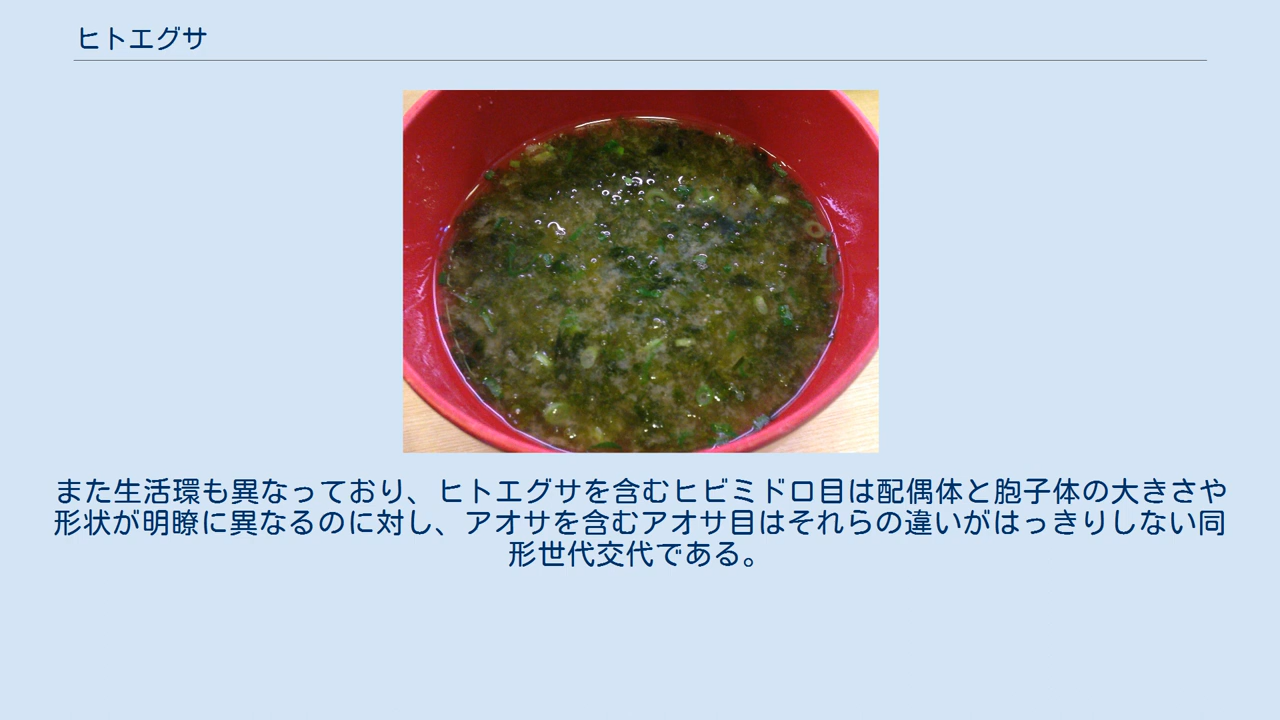 ヒトエグサ
また生活環も異なっており、ヒトエグサを含むヒビミドロ目は配偶体と胞子体の大きさや
形状が明瞭に異なるのに対し、アオサを含むアオサ目はそれらの違いがはっきりしない同
形世代交代である。